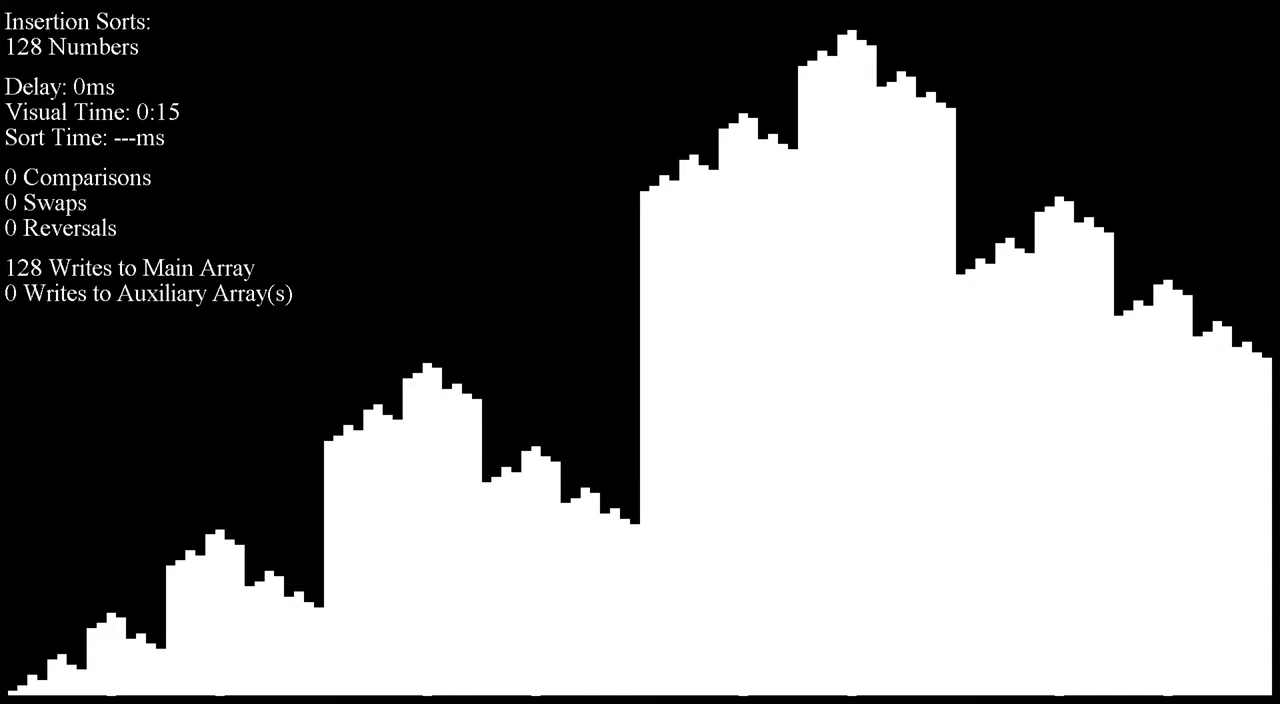 Insertion Sorts:
128 Numbers
Delay: 0ms
Visual Time: 0:15
Sort Time: ---ms
0 Comparisons
0 Swaps
0 Reversals
128 Writes to Main Array
0 Writes to Auxiliary Array(s)